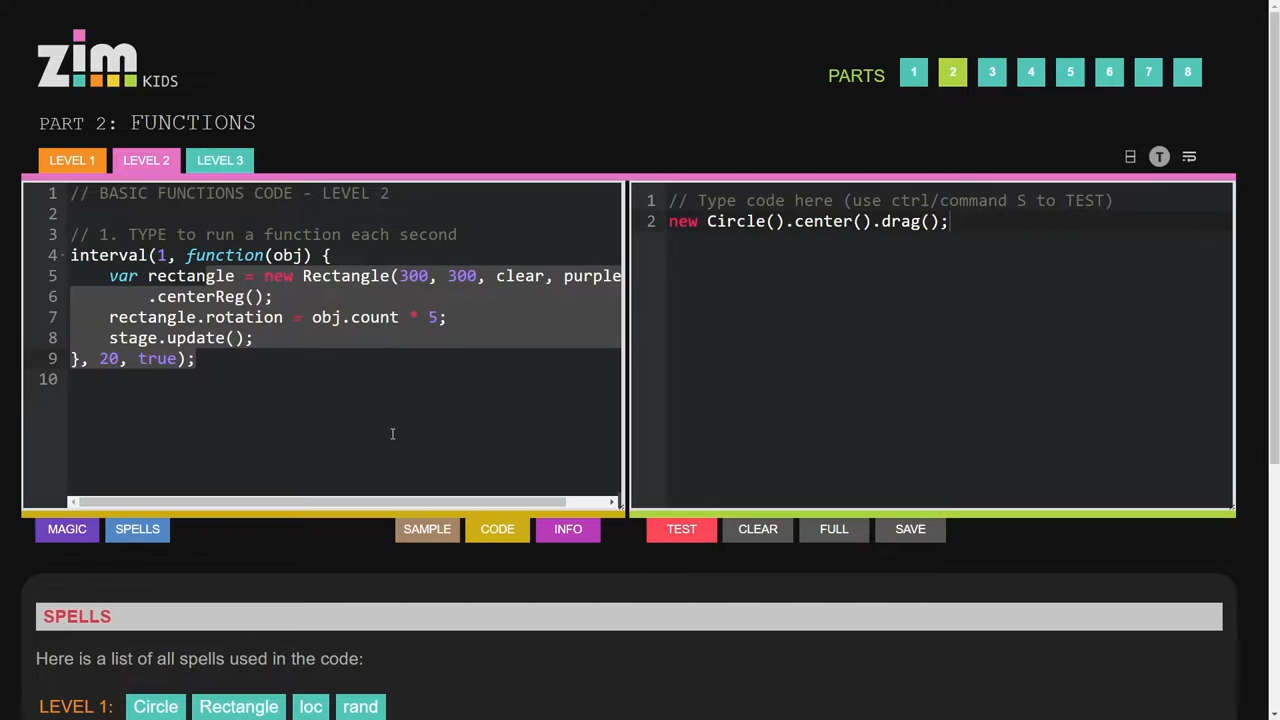 zim KIDS
PARTS 1 2 3 4 5 6 7 8
PART 2: FUNCTIONS
LEVEL 1 LEVEL 2 LEVEL 3
T
1 // BASIC FUNCTIONS CODE - LEVEL 2
2
3 // 1. TYPE to run a function each second
4 interval(1, function(obj) {
5 var rectangle = new Rectangle(300, 300, clear, purple
6 .centerReg();
7 rectangle.rotation = obj.count * 5;
8 stage.update();
9 }, 20, true);
10
1 // Type code here (use ctrl/command S to TEST)
2 new Circle().center().drag();
MAGIC SPELLS SAMPLE CODE INFO
TEST CLEAR FULL SAVE
SPELLS
Here is a list of all spells used in the code:
LEVEL 1: Circle Rectangle loc rand